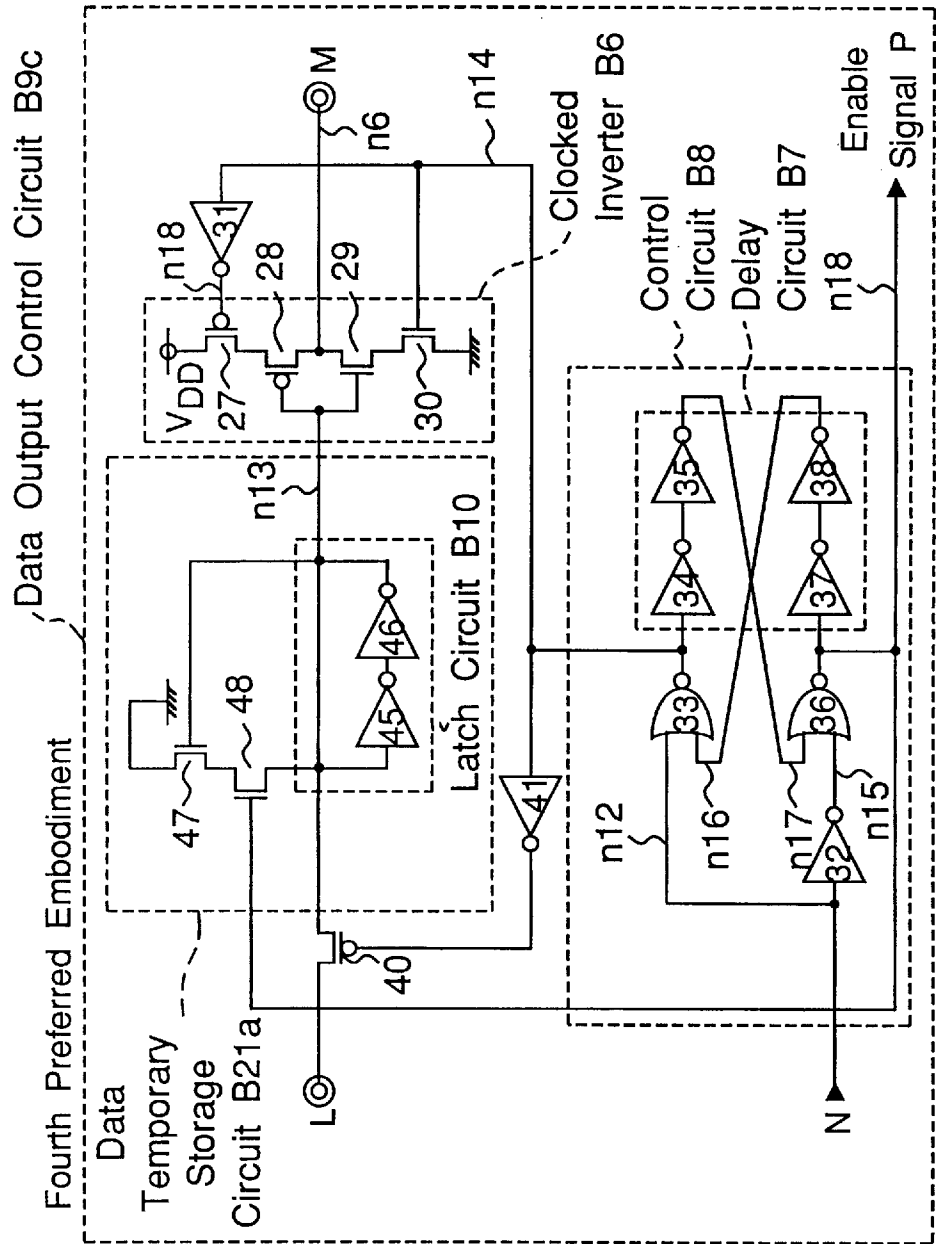 Fourth Preferred Embodiment
Data Output Control Circuit B9c
Data
Temporary
Storage
Circuit B21a
47
48
n13
Latch Circuit B10
45
46
VDD
27
28
29
30
n18
31
M
n6
n14
Clocked
Inverter B6
L
40
41
Control
Circuit B8
Delay
Circuit B7
n12
n16
n17
n15
32
33
34
35
36
37
38
N
n18
Enable
Signal P